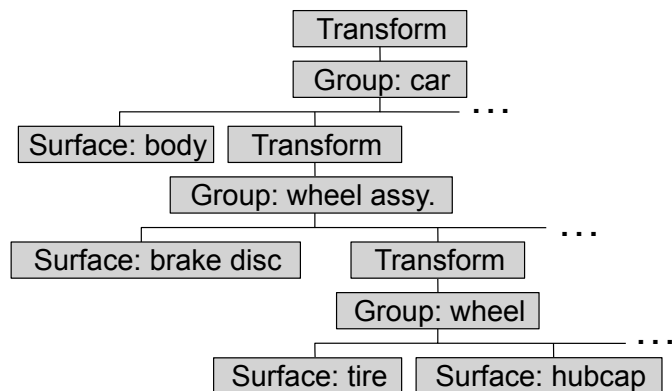 Transform
Group: car
...
Surface: body
Transform
Group: wheel assy.
...
Surface: brake disc
Transform
Group: wheel
...
Surface: tire
Surface: hubcap